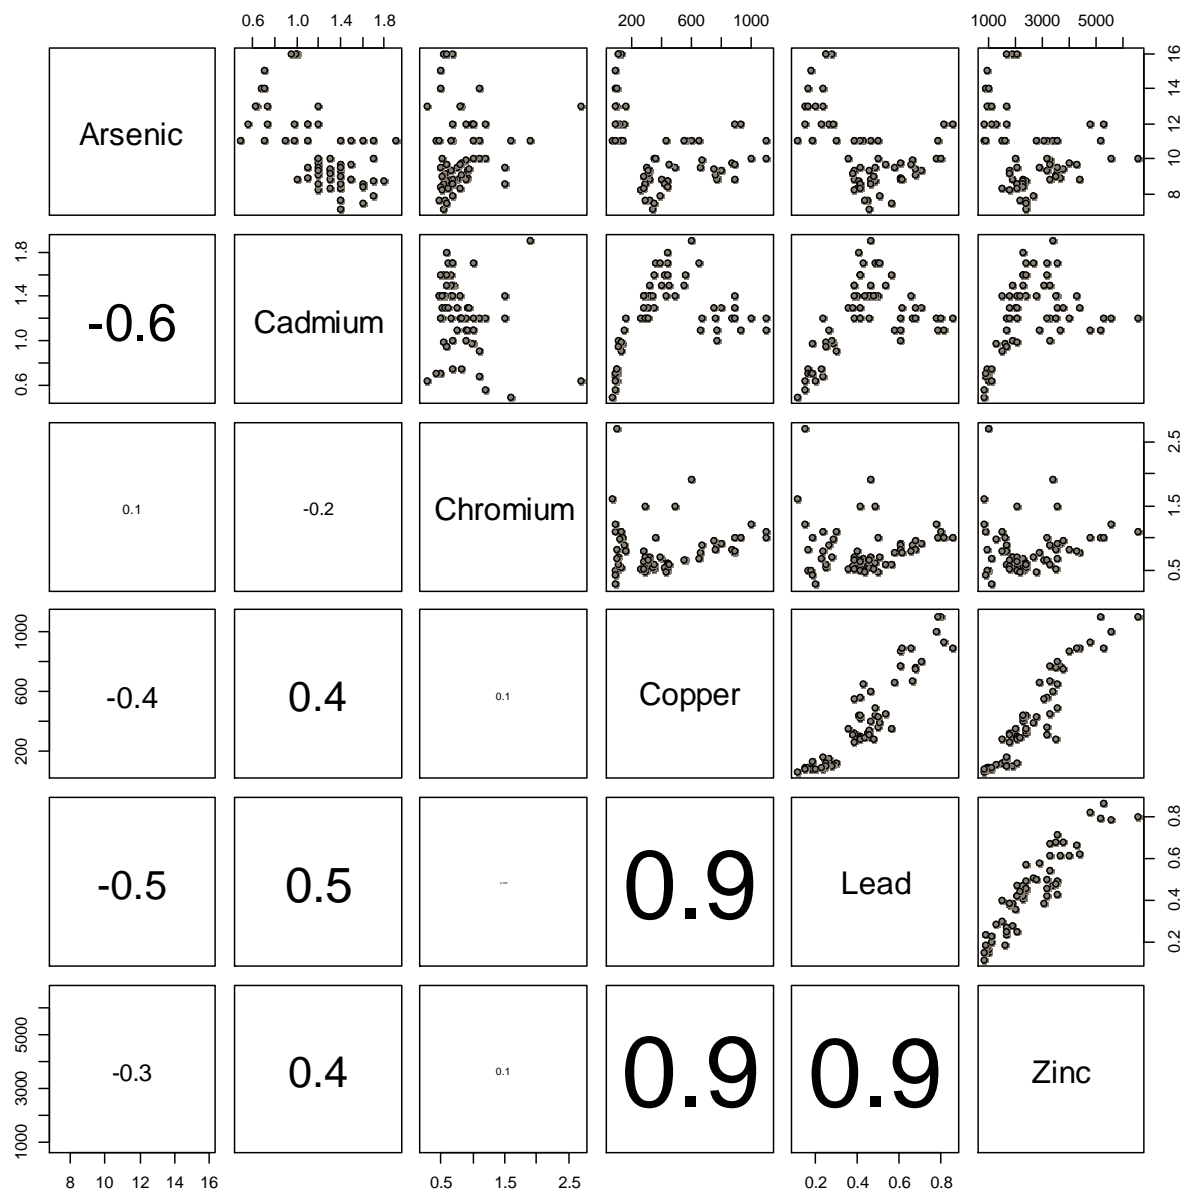 0.6 1.0 1.4 1.8 200 600 1000 1000 3000 5000
Arsenic
8 10 12 14 16
0.6 1.0 1.4 1.8
-0.6 Cadmium
0.1 -0.2 Chromium
0.5 1.5 2.5
200 600 1000
-0.4 0.4 0.1 Copper
-0.5 0.5 0.9 Lead
0.2 0.4 0.6 0.8
1000 3000 5000
-0.3 0.4 0.1 0.9 0.9 Zinc
8 10 12 14 16 0.5 1.5 2.5 0.2 0.4 0.6 0.8